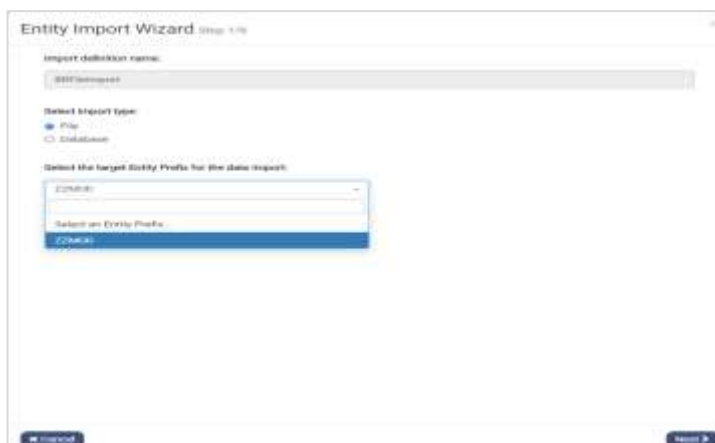 Entity Import Wizard Step 1/6
Import definition name:
Select Import type:
File
Database
Select the target Entity Prefix for the data import:
Select an Entity Prefix
Cancel
Next